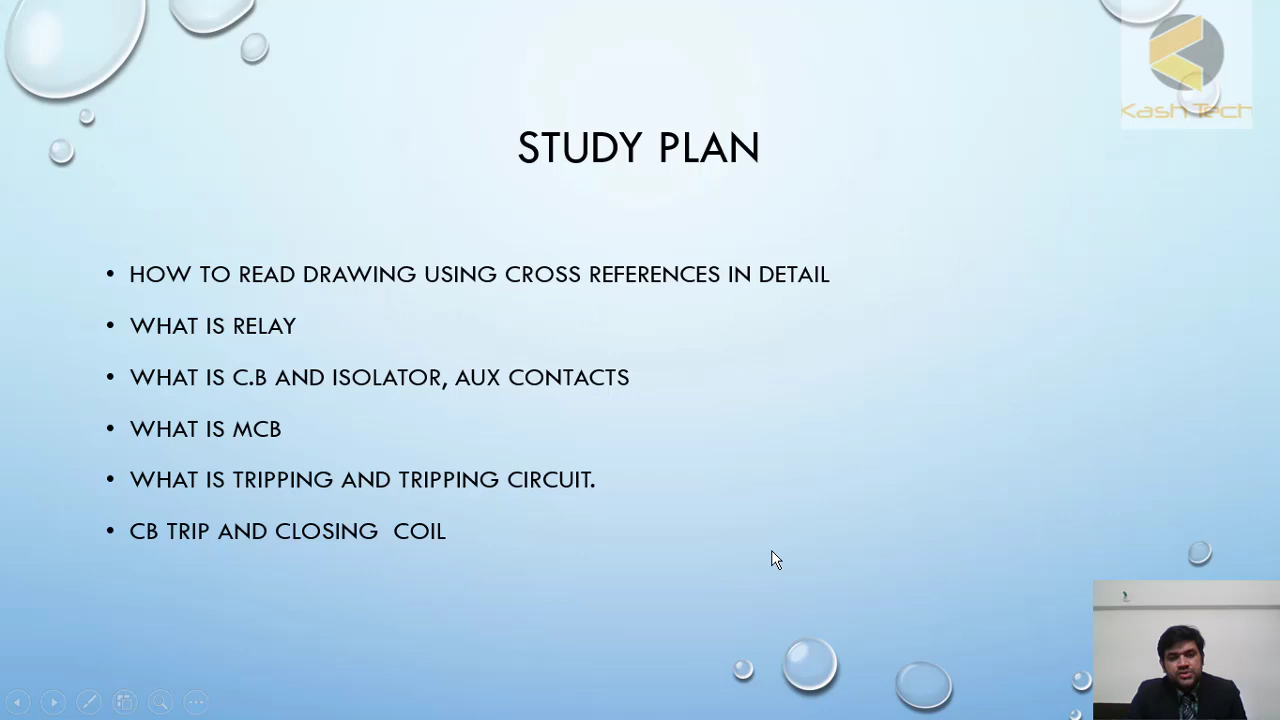 Kash Tech
STUDY PLAN
• HOW TO READ DRAWING USING CROSS REFERENCES IN DETAIL
• WHAT IS RELAY
• WHAT IS C.B AND ISOLATOR, AUX CONTACTS
• WHAT IS MCB
• WHAT IS TRIPPING AND TRIPPING CIRCUIT.
• CB TRIP AND CLOSING  COIL